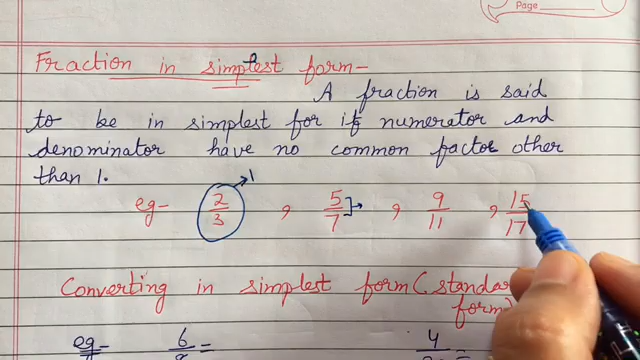 Page
Fraction in simplest form-
A fraction is said
to be in simplest for if numerator and
denominator have no common factor other
than 1.
eg- 2/3 → 1 , 5/7 → , 9/11 , 15/17
Converting in simplest form (standar
form)
eg- 6/ = 4/